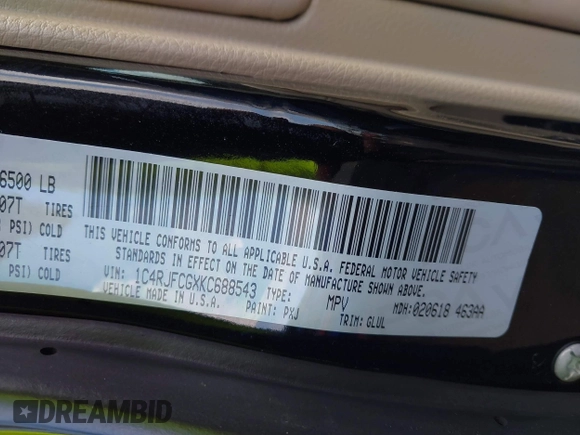 6500 LB
07T TIRES
PSI) COLD
07T TIRES
PSI) COLD
THIS VEHICLE CONFORMS TO ALL APPLICABLE U.S.A. FEDERAL MOTOR VEHICLE SAFETY
STANDARDS IN EFFECT ON THE DATE OF MANUFACTURE SHOWN ABOVE.
VIN: 1C4RJFCGXKC688543 TYPE: MPV MDH: 020618 463AA
VEHICLE MADE IN U.S.A. PAINT: PXJ TRIM: GLUL
DREAMBID